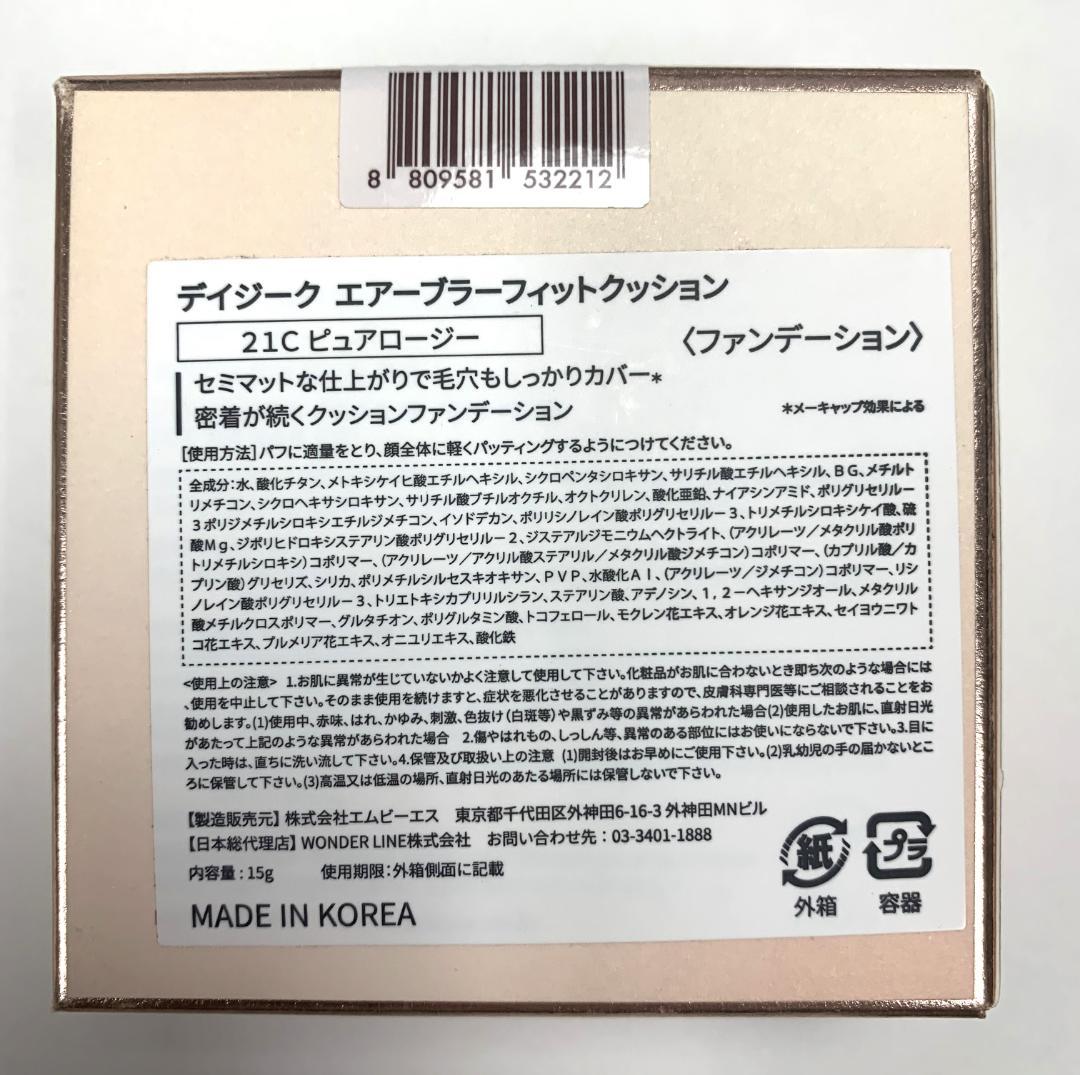 8 809581 532212
デイジーク エアーブラーフィットクッション
21C ピュアロージー
〈ファンデーション〉
セミマットな仕上がりで毛穴もしっかりカバー*
密着が続くクッションファンデーション
*メーキャップ効果による
[使用方法]パフに適量をとり、顔全体に軽くパッティングするようにつけてください。
全成分:水、酸化チタン、メトキシケイヒ酸エチルヘキシル、シクロペンタシロキサン、サリチル酸エチルヘキシル、BG、メチルト
リメチコン、シクロヘキサシロキサン、サリチル酸ブチルオクチル、オクトクリレン、酸化亜鉛、ナイアシンアミド、ポリグリセリルー
3ポリジメチルシロキシエチルジメチコン、イソドデカン、ポリリシノレイン酸ポリグリセリルー3、トリメチルシロキシケイ酸、硫
酸Mg、ジポリヒドロキシステアリン酸ポリグリセリルー2、ジステアルジモニウムヘクトライト、(アクリレーツ/メタクリル酸ポリ
トリメチルシロキシ)コポリマー、(アクリレーツ/アクリル酸ステアリル/メタクリル酸ジメチコン)コポリマー、(カプリル酸/カ
プリン酸)グリセリズ、シリカ、ポリメチルシルセスキオキサン、PVP、水酸化Al、(アクリレーツ/ジメチコン)コポリマー、リシ
ノレイン酸ポリグリセリルー3、トリエトキシカプリリルシラン、ステアリン酸、アデノシン、1,2ーヘキサンジオール、メタクリル
酸メチルクロスポリマー、グルタチオン、ポリグルタミン酸、トコフェロール、モクレン花エキス、オレンジ花エキス、セイヨウニワト
コ花エキス、プルメリア花エキス、オニユリエキス、酸化鉄
<使用上の注意> 1.お肌に異常が生じていないかよく注意して使用して下さい。化粧品がお肌に合わないとき即ち次のような場合には
、使用を中止して下さい。そのまま使用を続けますと、症状を悪化させることがありますので、皮膚科専門医等にご相談されることをお
勧めします。(1)使用中、赤味、はれ、かゆみ、刺激、色抜け(白斑等)や黒ずみ等の異常があらわれた場合(2)使用したお肌に、直射日光
があたって上記のような異常があらわれた場合 2.傷やはれもの、しっしん等、異常のある部位にはお使いにならないで下さい。3.目に
入った時は、直ちに洗い流して下さい。4.保管及び取扱い上の注意 (1)開封後はお早めにご使用下さい。(2)乳幼児の手の届かないとこ
ろに保管して下さい。(3)高温又は低温の場所、直射日光のあたる場所には保管しないで下さい。
【製造販売元】株式会社エムビーエス 東京都千代田区外神田6-16-3 外神田MNビル
【日本総代理店】WONDER LINE株式会社 お問い合わせ先:03-3401-1888
内容量:15g 使用期限:外箱側面に記載
MADE IN KOREA
紙
外箱
プラ
容器